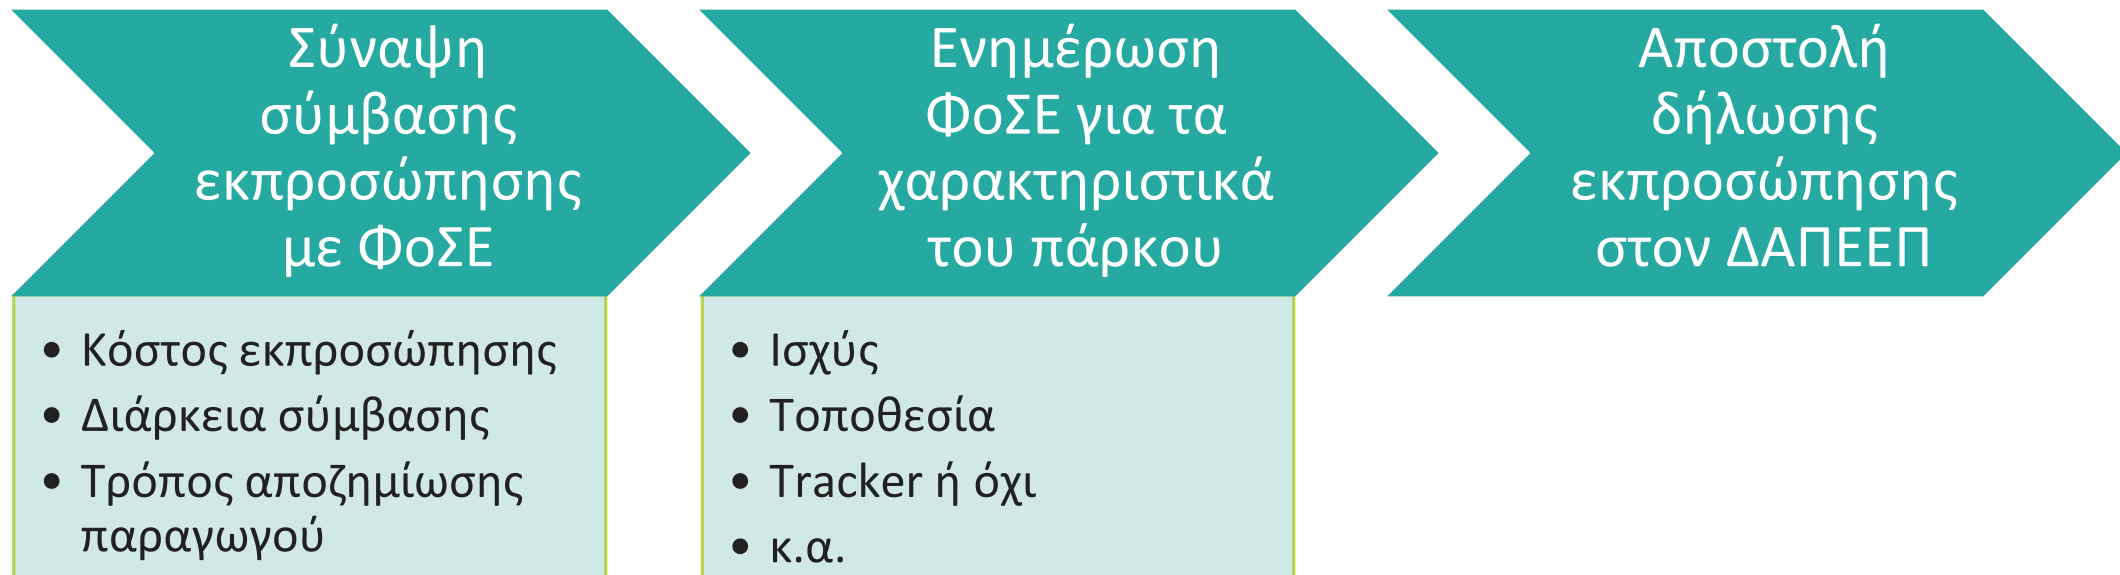 Σύναψη
σύμβασης
εκπροσώπησης
με ΦοΣΕ
• Κόστος εκπροσώπησης
• Διάρκεια σύμβασης
• Τρόπος αποζημίωσης
παραγωγού
Ενημέρωση
ΦοΣΕ για τα
χαρακτηριστικά
του πάρκου
• Ισχύς
• Τοποθεσία
• Tracker ή όχι
• κ.α.
Αποστολή
δήλωσης
εκπροσώπησης
στον ΔΑΠΕΕΠ